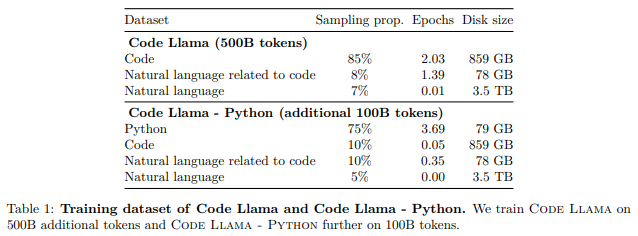 Dataset Sampling prop. Epochs Disk size
Code Llama (500B tokens)
Code 85% 2.03 859 GB
Natural language related to code 8% 1.39 78 GB
Natural language 7% 0.01 3.5 TB
Code Llama - Python (additional 100B tokens)
Python 75% 3.69 79 GB
Code 10% 0.05 859 GB
Natural language related to code 10% 0.35 78 GB
Natural language 5% 0.00 3.5 TB
Table 1: Training dataset of Code Llama and Code Llama - Python. We train Code Llama on
500B additional tokens and Code Llama - Python further on 100B tokens.